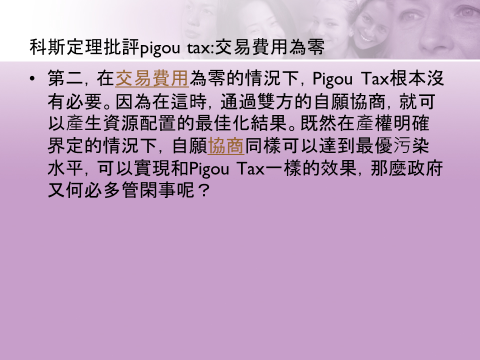 科斯定理批評pigou tax:交易費用為零
• 第二，在交易費用為零的情況下，Pigou Tax根本沒
有必要。因為在這時，通過雙方的自願協商，就可
以產生資源配置的最佳化結果。既然在產權明確
界定的情況下，自願協商同樣可以達到最優污染
水平，可以實現和Pigou Tax一樣的效果，那麼政府
又何必多管閑事呢？